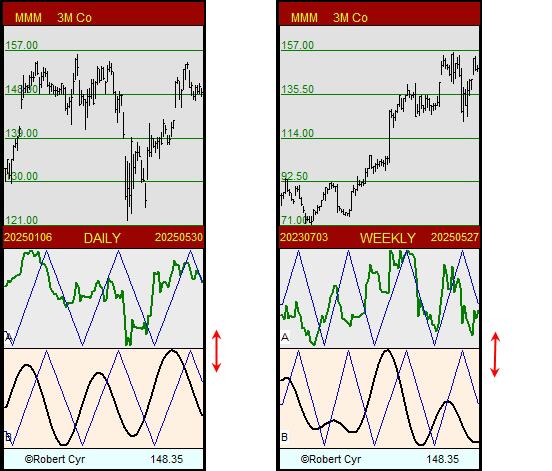 MMM 3M Co
157.00
148.00
139.00
130.00
121.00
20250106 DAILY 20250530
A
B
©Robert Cyr 148.35
MMM 3M Co
157.00
135.50
114.00
92.50
71.00
20230703 WEEKLY 20250527
A
B
©Robert Cyr 148.35